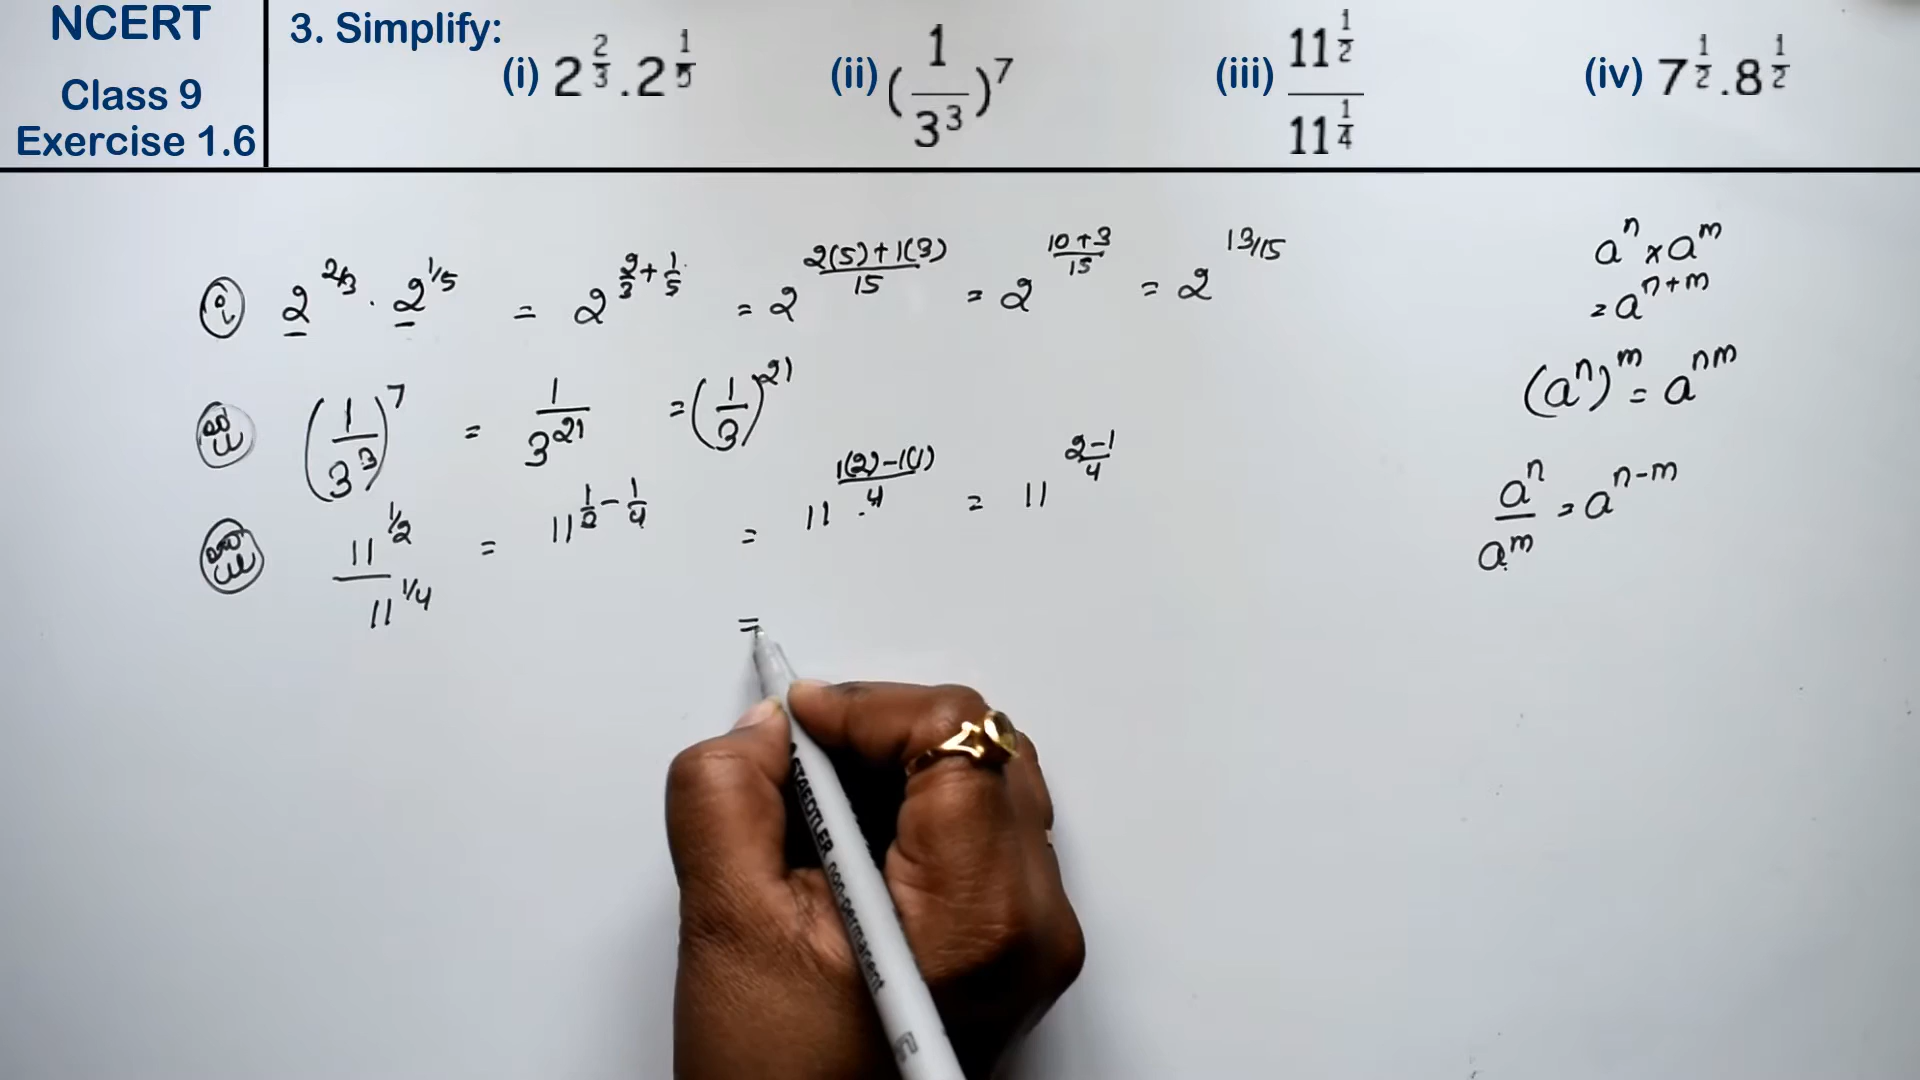 NCERT
Class 9
Exercise 1.6
3. Simplify:
(i) 2^(2/3) . 2^(1/5) (ii) (1/3^3)^7 (iii) 11^(1/2) / 11^(1/4) (iv) 7^(1/2) . 8^(1/2)
(i) 2^(2/3) . 2^(1/5) = 2^(2/3 + 1/5) = 2^((2(5)+1(3))/15) = 2^((10+3)/15) = 2^(13/15)
(ii) (1/3^3)^7 = 1/3^21 = (1/3)^21
(iii) 11^(1/2) / 11^(1/4) = 11^(1/2 - 1/4) = 11^((1(2)-1(1))/4) = 11^((2-1)/4)
=
a^n × a^m
= a^(n+m)
(a^n)^m = a^(nm)
a^n / a^m = a^(n-m)
STAEDTLER non-permanent